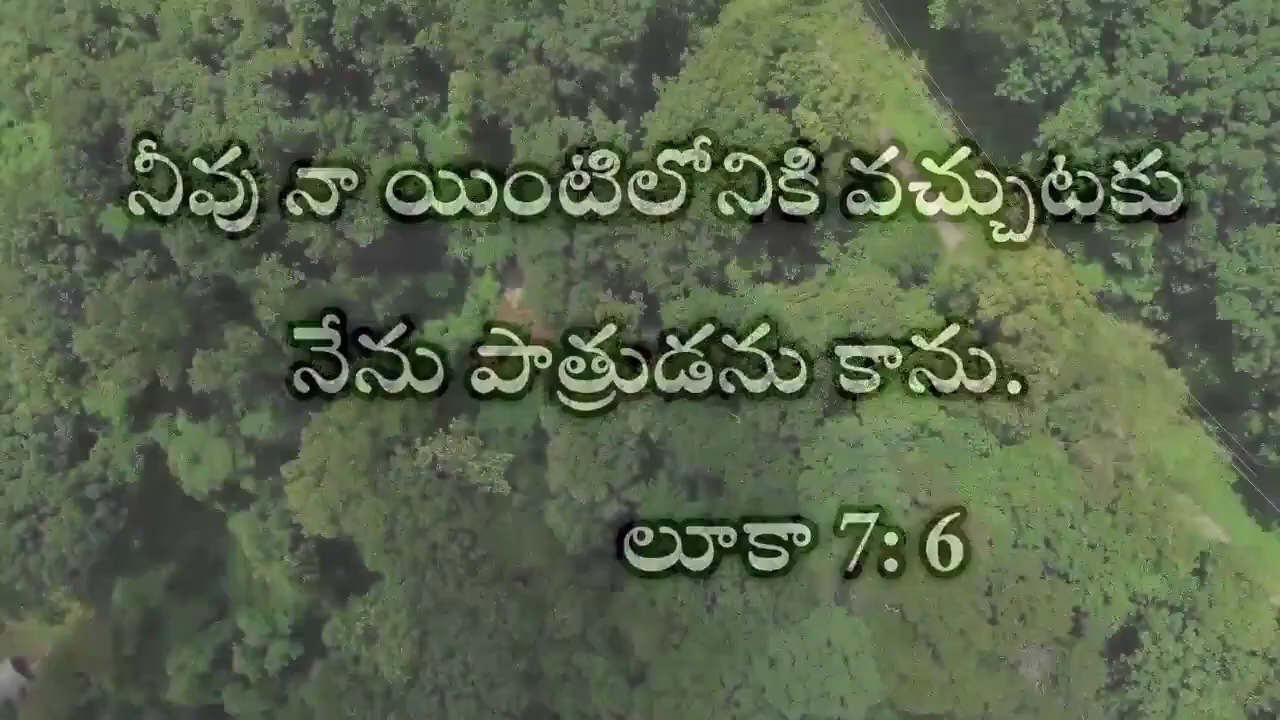 నీవు నా యింటిలోనికి వచ్చుటకు
నేను పాత్రుడను కాను.
లూకా 7: 6